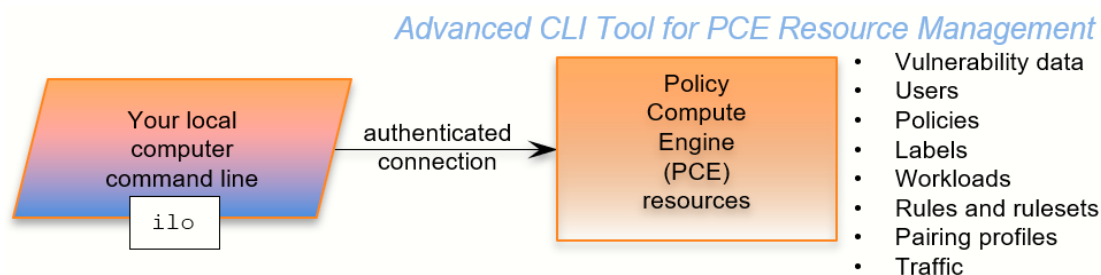 Advanced CLI Tool for PCE Resource Management
Your local
computer
command line
ilo
authenticated
connection
Policy
Compute
Engine
(PCE)
resources
• Vulnerability data
• Users
• Policies
• Labels
• Workloads
• Rules and rulesets
• Pairing profiles
• Traffic